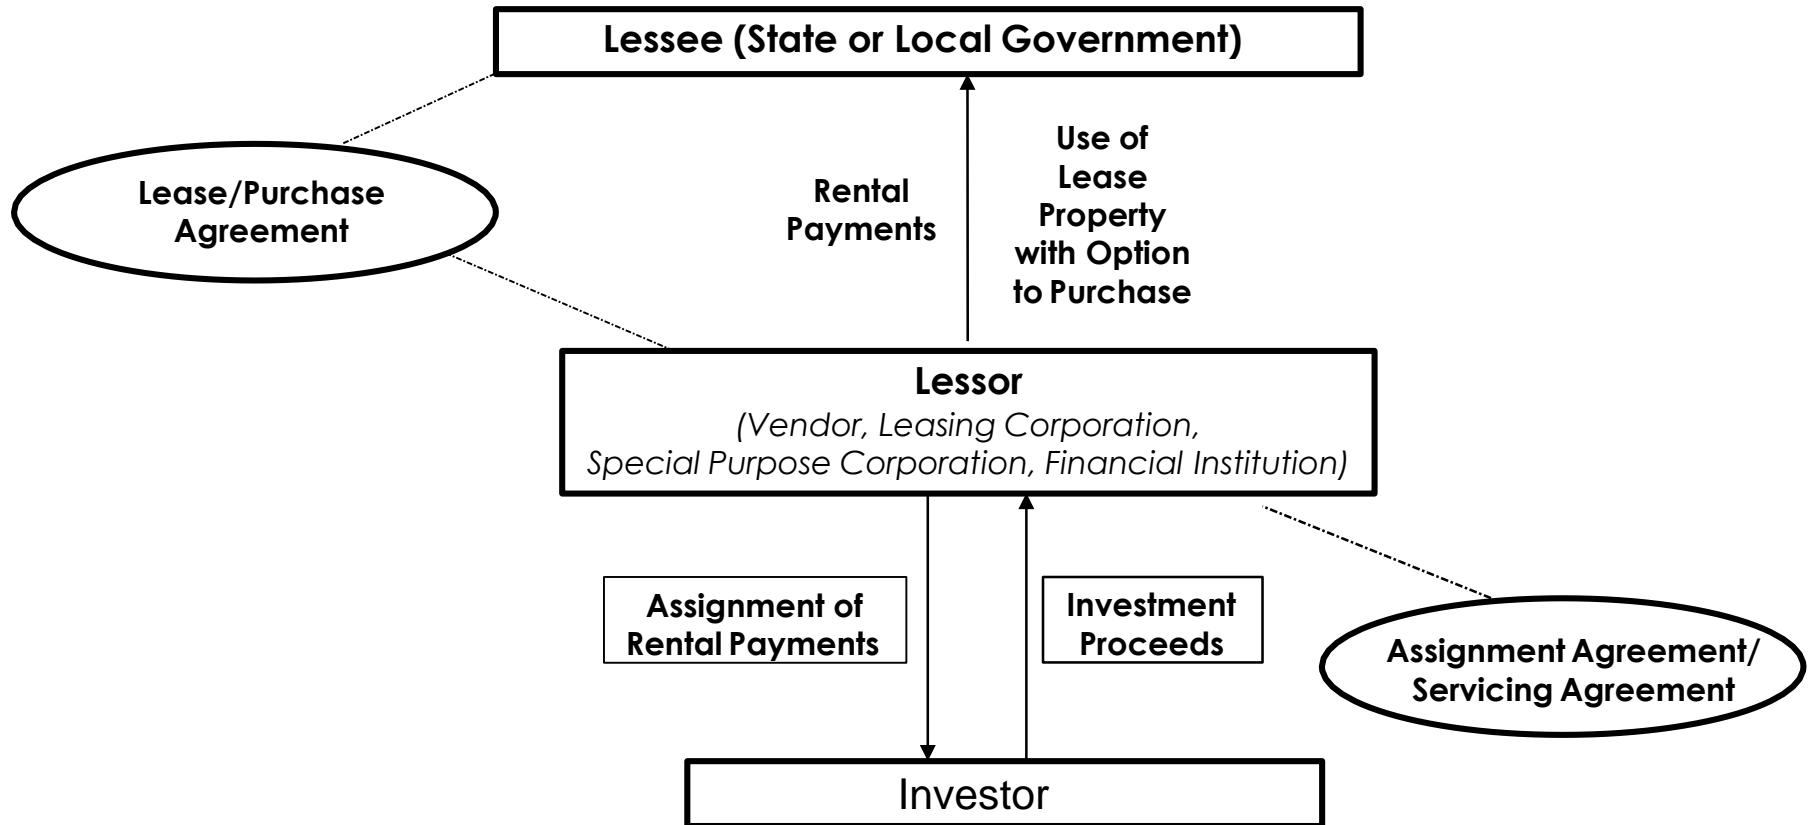 Lessee (State or Local Government)
Lease/Purchase
Agreement
Rental
Payments
Use of
Lease
Property
with Option
to Purchase
Lessor
(Vendor, Leasing Corporation,
Special Purpose Corporation, Financial Institution)
Assignment of
Rental Payments
Investment
Proceeds
Assignment Agreement/
Servicing Agreement
Investor